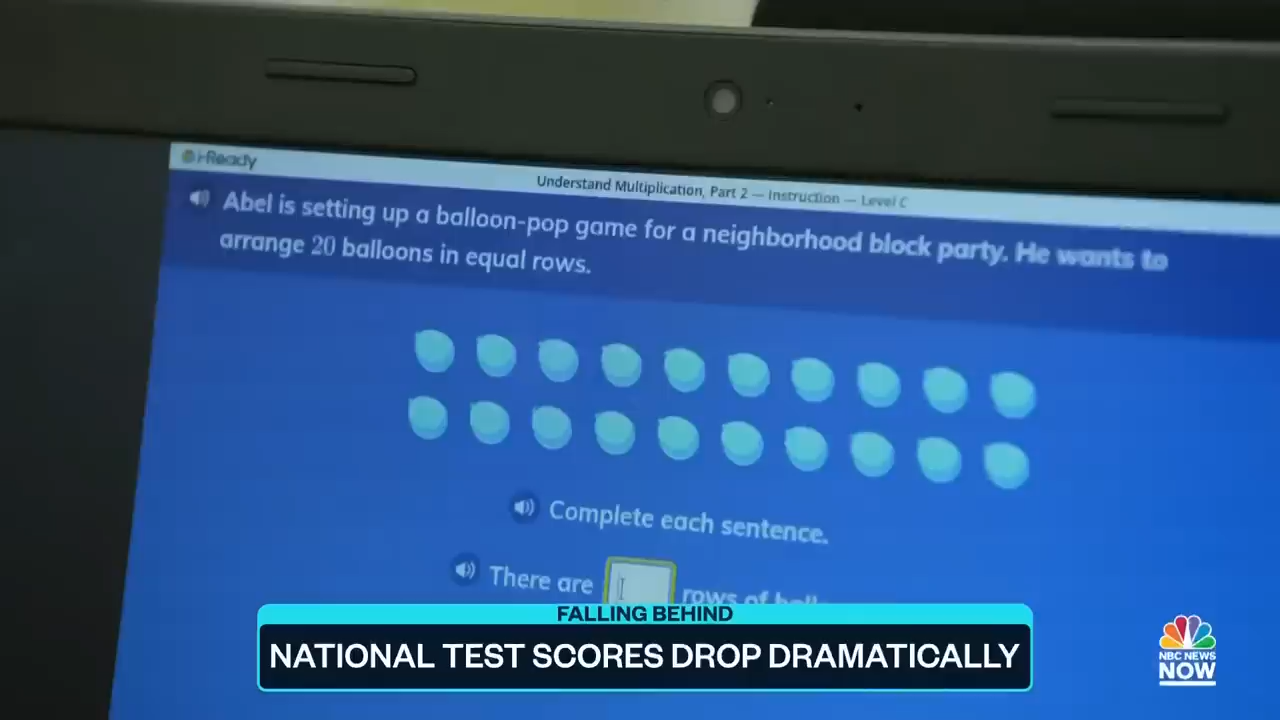 i-Ready
Understand Multiplication, Part 2 — Instruction — Level C
Abel is setting up a balloon-pop game for a neighborhood block party. He wants to
arrange 20 balloons in equal rows.
Complete each sentence.
There are rows of
FALLING BEHIND
NATIONAL TEST SCORES DROP DRAMATICALLY
NBC NEWS
NOW